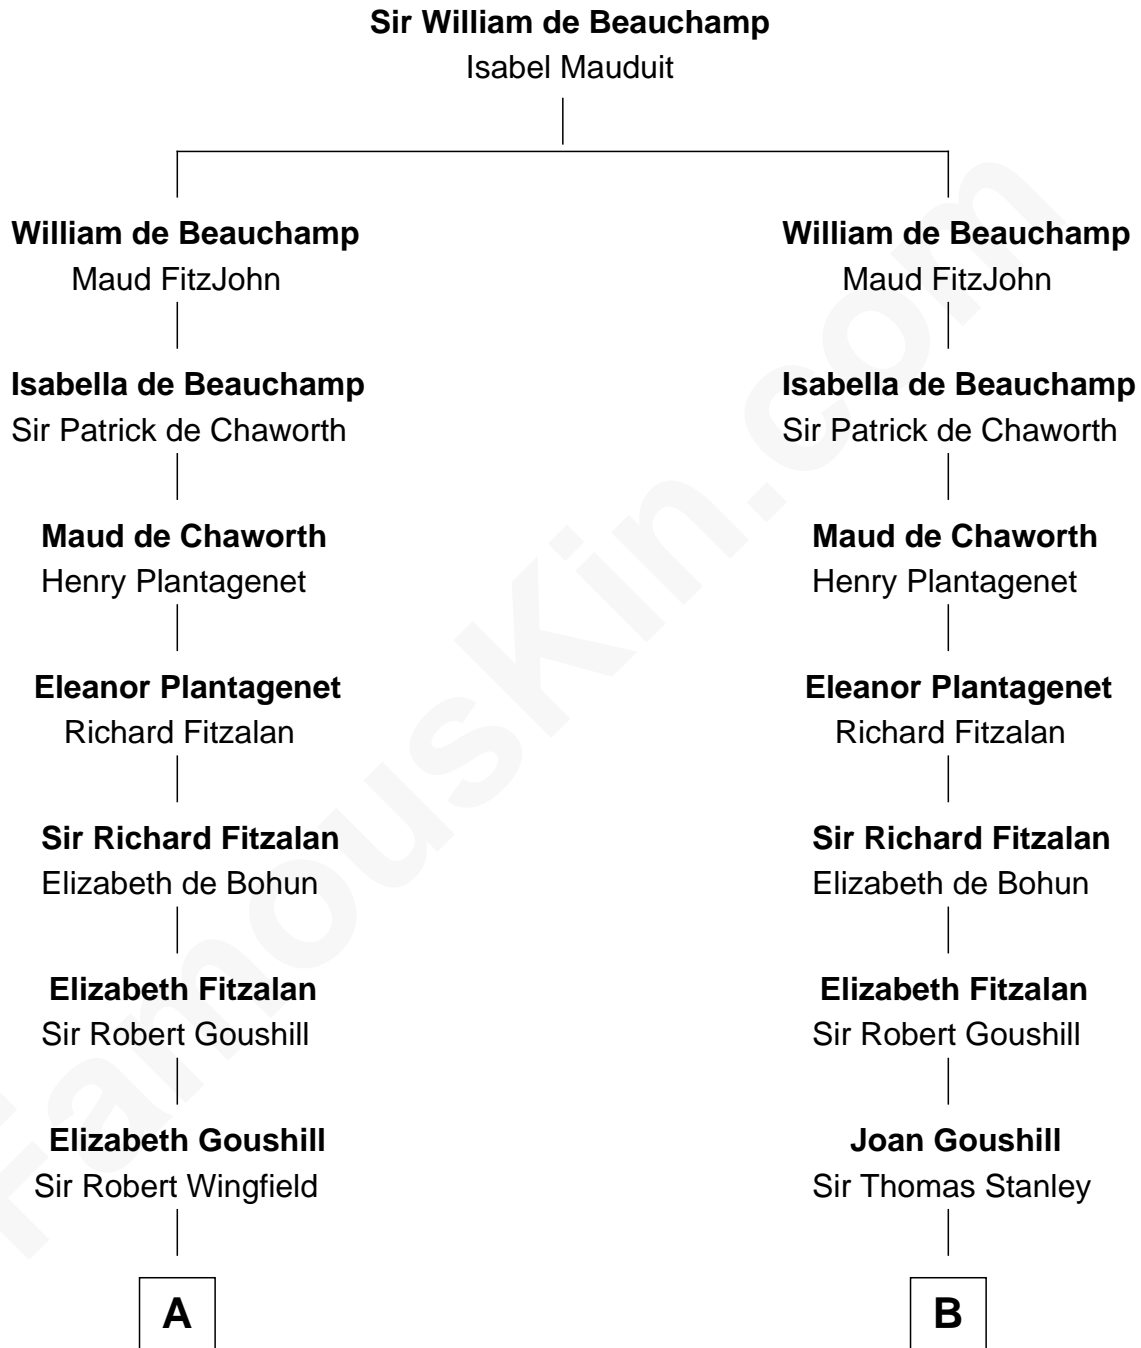 Sir William de Beauchamp
Isabel Mauduit
William de Beauchamp
Maud FitzJohn
William de Beauchamp
Maud FitzJohn
Isabella de Beauchamp
Sir Patrick de Chaworth
Isabella de Beauchamp
Sir Patrick de Chaworth
Maud de Chaworth
Henry Plantagenet
Maud de Chaworth
Henry Plantagenet
Eleanor Plantagenet
Richard Fitzalan
Eleanor Plantagenet
Richard Fitzalan
Sir Richard Fitzalan
Elizabeth de Bohun
Sir Richard Fitzalan
Elizabeth de Bohun
Elizabeth Fitzalan
Sir Robert Goushill
Elizabeth Fitzalan
Sir Robert Goushill
Elizabeth Goushill
Sir Robert Wingfield
Joan Goushill
Sir Thomas Stanley
A
B
FamousKin.com